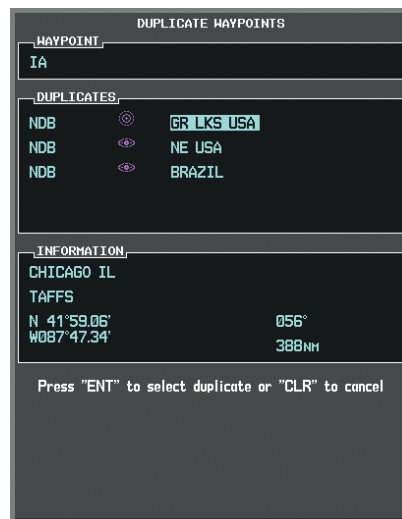 DUPLICATE WAYPOINTS
WAYPOINT
IA
DUPLICATES
NDB GR LKS USA
NDB NE USA
NDB BRAZIL
INFORMATION
CHICAGO IL
TAFFS
N 41°59.06' 056°
W087°47.34'
388NM
Press "ENT" to select duplicate or "CLR" to cancel